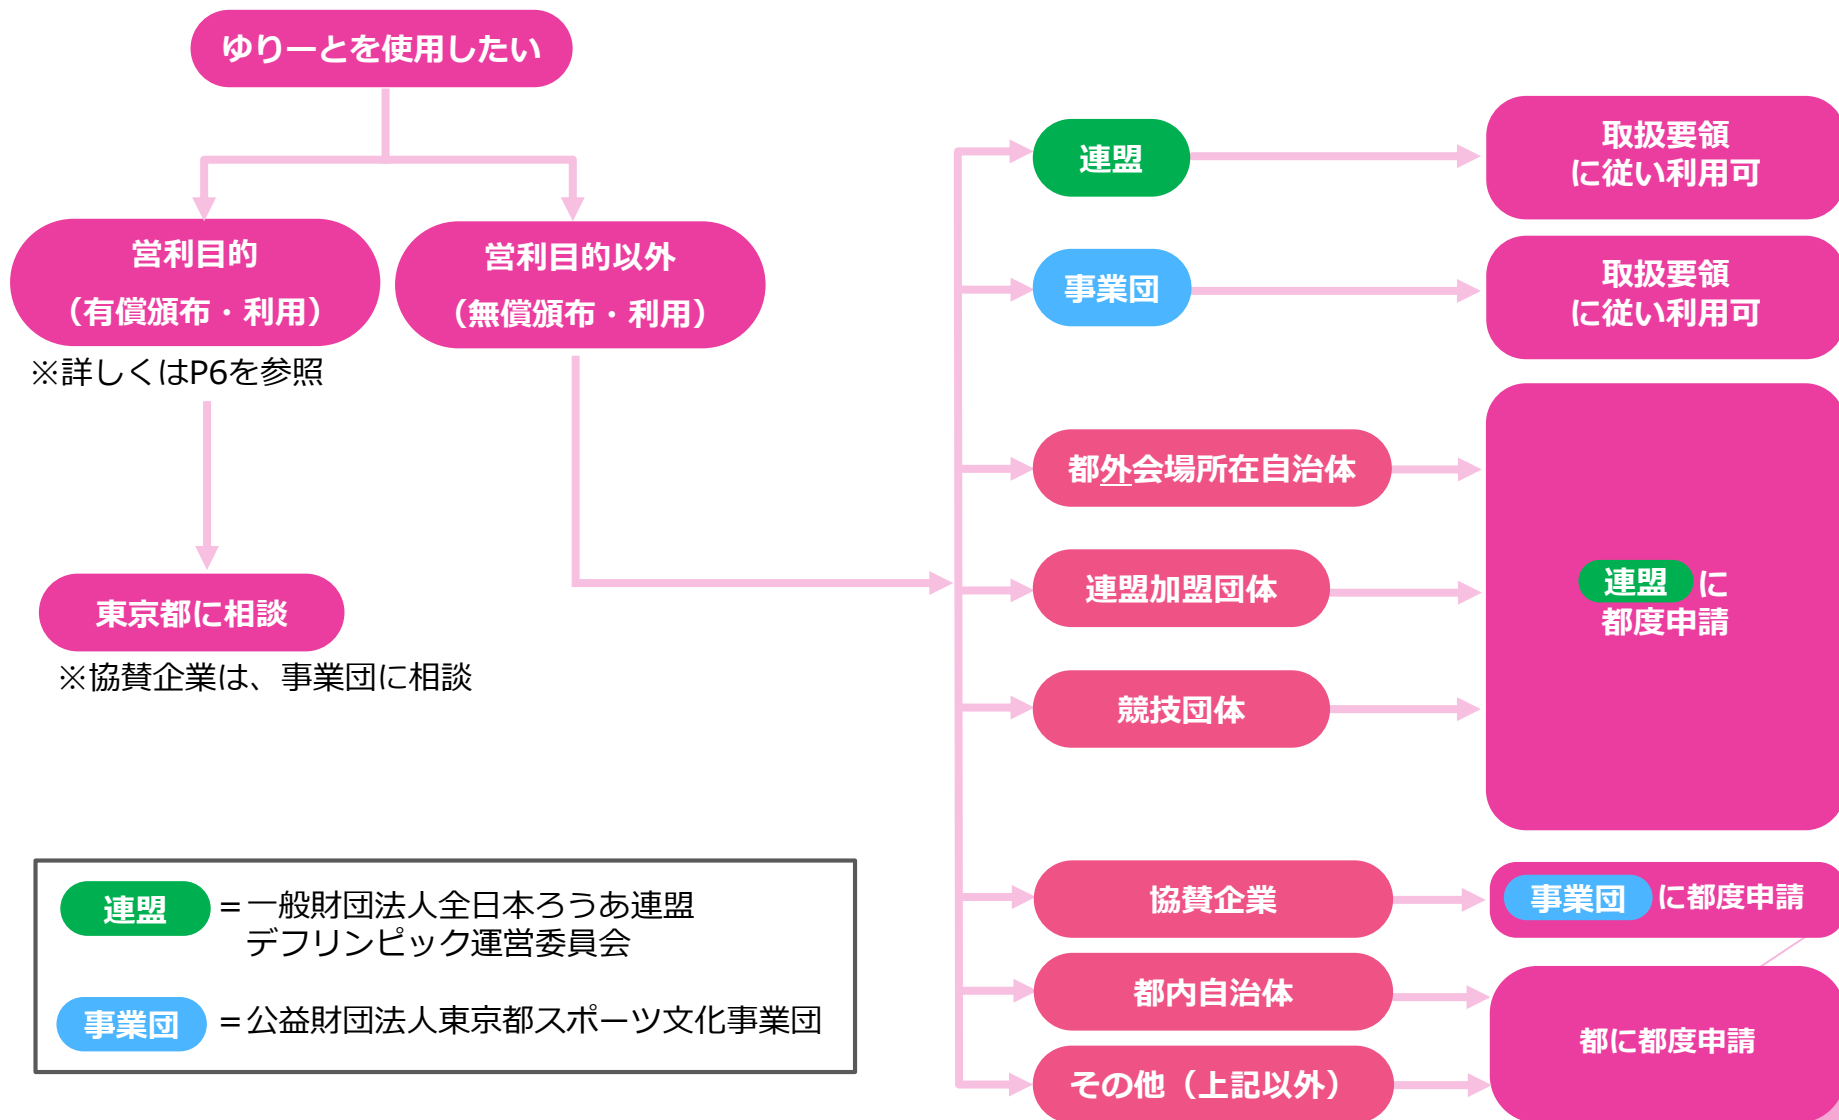 ゆりーとを使用したい
営利目的
（有償頒布・利用）
※詳しくはP6を参照
営利目的以外
（無償頒布・利用）
東京都に相談
※協賛企業は、事業団に相談
連盟
取扱要領
に従い利用可
事業団
取扱要領
に従い利用可
都外会場所在自治体
連盟加盟団体
競技団体
連盟 に
都度申請
協賛企業
事業団 に都度申請
都内自治体
その他（上記以外）
都に都度申請
連盟 ＝一般財団法人全日本ろうあ連盟
デフリンピック運営委員会
事業団 ＝公益財団法人東京都スポーツ文化事業団